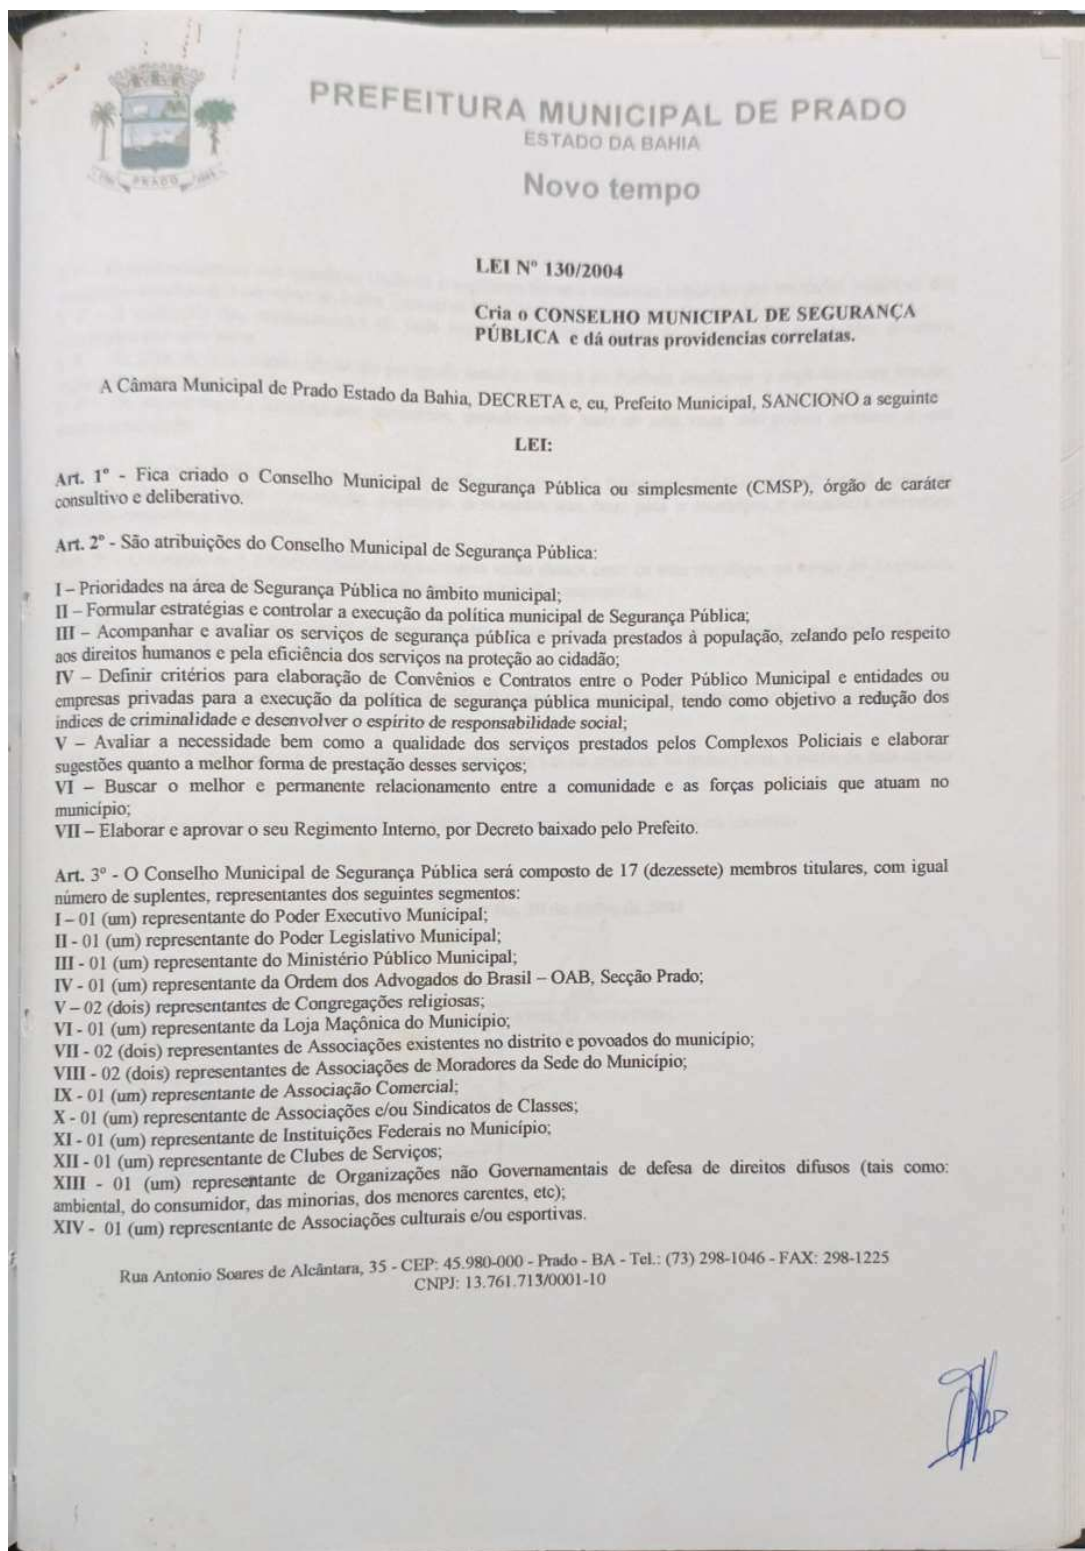 PRADO
PREFEITURA MUNICIPAL DE PRADO
ESTADO DA BAHIA
Novo tempo
LEI Nº 130/2004
Cria o CONSELHO MUNICIPAL DE SEGURANÇA
PÚBLICA e dá outras providencias correlatas.
A Câmara Municipal de Prado Estado da Bahia, DECRETA e, eu, Prefeito Municipal, SANCIONO a seguinte
LEI:
Art. 1º - Fica criado o Conselho Municipal de Segurança Pública ou simplesmente (CMSP), órgão de caráter
consultivo e deliberativo.
Art. 2º - São atribuições do Conselho Municipal de Segurança Pública:
I – Prioridades na área de Segurança Pública no âmbito municipal;
II – Formular estratégias e controlar a execução da política municipal de Segurança Pública;
III – Acompanhar e avaliar os serviços de segurança pública e privada prestados à população, zelando pelo respeito
aos direitos humanos e pela eficiência dos serviços na proteção ao cidadão;
IV – Definir critérios para elaboração de Convênios e Contratos entre o Poder Público Municipal e entidades ou
empresas privadas para a execução da política de segurança pública municipal, tendo como objetivo a redução dos
índices de criminalidade e desenvolver o espírito de responsabilidade social;
V – Avaliar a necessidade bem como a qualidade dos serviços prestados pelos Complexos Policiais e elaborar
sugestões quanto a melhor forma de prestação desses serviços;
VI – Buscar o melhor e permanente relacionamento entre a comunidade e as forças policiais que atuam no
município;
VII – Elaborar e aprovar o seu Regimento Interno, por Decreto baixado pelo Prefeito.
Art. 3º - O Conselho Municipal de Segurança Pública será composto de 17 (dezessete) membros titulares, com igual
número de suplentes, representantes dos seguintes segmentos:
I – 01 (um) representante do Poder Executivo Municipal;
II - 01 (um) representante do Poder Legislativo Municipal;
III - 01 (um) representante do Ministério Público Municipal;
IV - 01 (um) representante da Ordem dos Advogados do Brasil – OAB, Secção Prado;
V – 02 (dois) representantes de Congregações religiosas;
VI - 01 (um) representante da Loja Maçônica do Município;
VII - 02 (dois) representantes de Associações existentes no distrito e povoados do município;
VIII - 02 (dois) representantes de Associações de Moradores da Sede do Município;
IX - 01 (um) representante de Associação Comercial;
X - 01 (um) representante de Associações e/ou Sindicatos de Classes;
XI - 01 (um) representante de Instituições Federais no Município;
XII - 01 (um) representante de Clubes de Serviços;
XIII - 01 (um) representante de Organizações não Governamentais de defesa de direitos difusos (tais como:
ambiental, do consumidor, das minorias, dos menores carentes, etc);
XIV - 01 (um) representante de Associações culturais e/ou esportivas.
Rua Antonio Soares de Alcântara, 35 - CEP: 45.980-000 - Prado - BA - Tel.: (73) 298-1046 - FAX: 298-1225
CNPJ: 13.761.713/0001-10